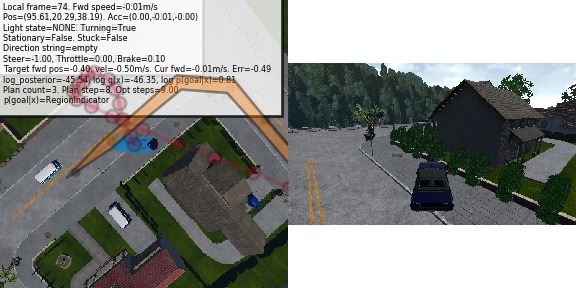 Local frame=74. Fwd speed=-0.01m/s
Pos=(95.61,20.29,38.19). Acc=(0.00,-0.01,-0.00)
Light state=NONE. Turning=True
Stationary=False. Stuck=False
Direction string=empty
Steer=-1.00, Throttle=0.00, Brake=0.10
Target fwd pos=-0.40, vel=-0.50m/s. Cur fwd=-0.01m/s. Err=-0.49
log_posterior=-45.54, log q(x)=-46.35, log p(goal|x)=0.81
Plan count=3. Plan step=8. Opt steps=9.00
p(goal|x)=RegionIndicator